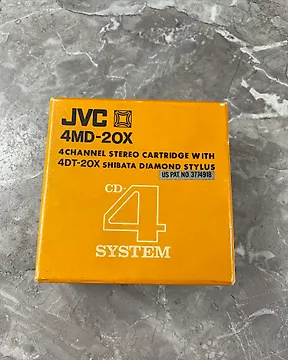 JVC
4MD-20X
4CHANNEL STEREO CARTRIDGE WITH
4DT-20X SHIBATA DIAMOND STYLUS
US PAT. NO. 3774918
CD-
4
SYSTEM